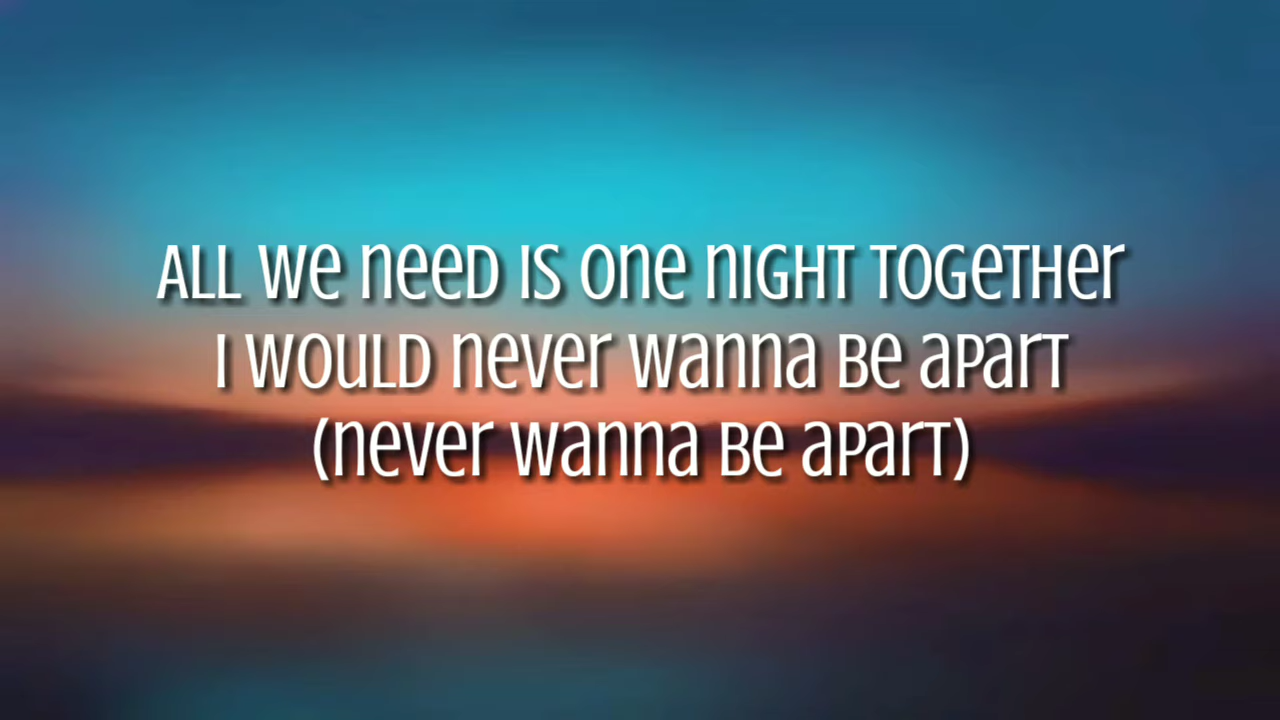 ALL we need is one night together
I would never wanna be apart
(never wanna be apart)